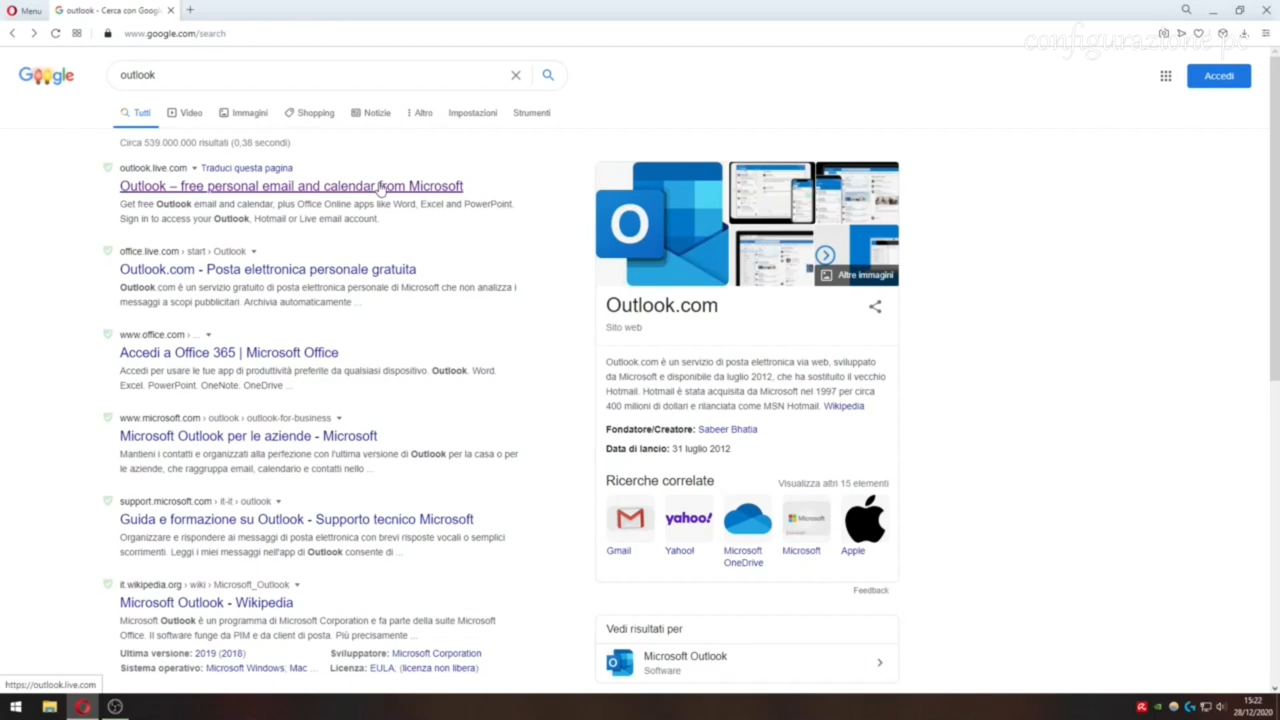 Menu
outlook - Cerca con Googl
www.google.com/search
configurazione pc
Google
outlook
Accedi
Tutti
Video
Immagini
Shopping
Notizie
Altro
Impostazioni
Strumenti
Circa 539.000.000 risultati (0,36 secondi)
outlook.live.com Traduci questa pagina
Outlook – free personal email and calendar from Microsoft
Get free Outlook email and calendar, plus Office Online apps like Word, Excel and PowerPoint.
Sign in to access your Outlook, Hotmail or Live email account.
office.live.com › start › Outlook
Outlook.com - Posta elettronica personale gratuita
Outlook.com è un servizio gratuito di posta elettronica personale di Microsoft che non analizza i
messaggi a scopi pubblicitari. Archivia automaticamente ...
www.office.com › ...
Accedi a Office 365 | Microsoft Office
Accedi per usare le tue app di produttività preferite da qualsiasi dispositivo. Outlook. Word.
Excel. PowerPoint. OneNote. OneDrive ...
www.microsoft.com › outlook › outlook-for-business
Microsoft Outlook per le aziende - Microsoft
Mantieni i contatti e organizzati alla perfezione con l'ultima versione di Outlook per la casa o per
le aziende, che raggruppa email, calendario e contatti nello ...
support.microsoft.com › it-it › outlook
Guida e formazione su Outlook - Supporto tecnico Microsoft
Organizzare e rispondere ai messaggi di posta elettronica con brevi risposte vocali o semplici
scorrimenti. Leggi i miei messaggi nell'app di Outlook consente di ...
it.wikipedia.org › wiki › Microsoft_Outlook
Microsoft Outlook - Wikipedia
Microsoft Outlook è un programma di Microsoft Corporation e fa parte della suite Microsoft
Office. Il software funge da PIM e da client di posta. Più precisamente ...
Ultima versione: 2019 (2018)
Sviluppatore: Microsoft Corporation
Sistema operativo: Microsoft Windows, Mac ...
Licenza: EULA, (licenza non libera)
https://outlook.live.com
O
Altre immagini
Outlook.com
Sito web
Outlook.com è un servizio di posta elettronica via web, sviluppato
da Microsoft e disponibile da luglio 2012, che ha sostituito il vecchio
Hotmail. Hotmail è stata acquisita da Microsoft nel 1997 per circa
400 milioni di dollari e rilanciata come MSN Hotmail. Wikipedia
Fondatore/Creatore: Sabeer Bhatia
Data di lancio: 31 luglio 2012
Ricerche correlate
Visualizza altri 15 elementi
yahoo!
Microsoft
Gmail
Yahoo!
Microsoft
OneDrive
Microsoft
Apple
Feedback
Vedi risultati per
Microsoft Outlook
Software
15:22
28/12/2020